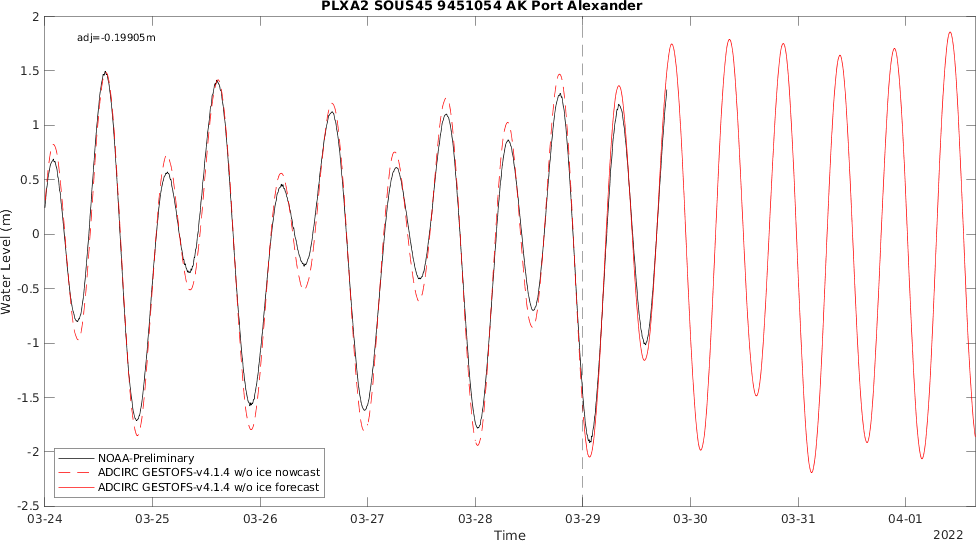 PLXA2 SOUS45 9451054 AK Port Alexander
adj=-0.19905m
2
1.5
1
0.5
0
-0.5
-1
-1.5
-2
-2.5
Water Level (m)
NOAA-Preliminary
ADCIRC GESTOFS-v4.1.4 w/o ice nowcast
ADCIRC GESTOFS-v4.1.4 w/o ice forecast
03-24 03-25 03-26 03-27 03-28 03-29 03-30 03-31 04-01
Time
2022